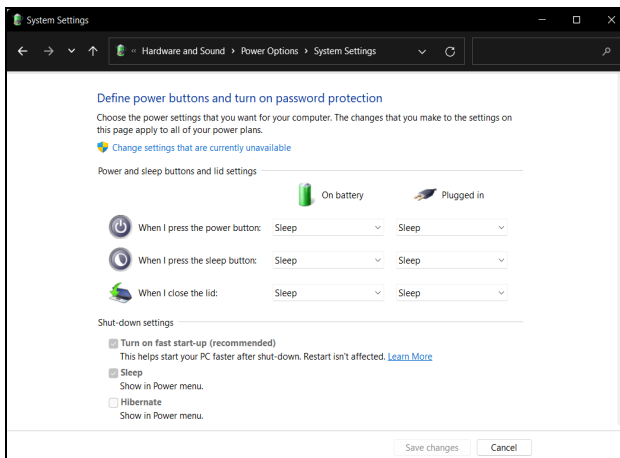 System Settings
« Hardware and Sound › Power Options › System Settings
Define power buttons and turn on password protection
Choose the power settings that you want for your computer. The changes that you make to the settings on
this page apply to all of your power plans.
Change settings that are currently unavailable
Power and sleep buttons and lid settings
On battery Plugged in
When I press the power button: Sleep Sleep
When I press the sleep button: Sleep Sleep
When I close the lid: Sleep Sleep
Shut-down settings
Turn on fast start-up (recommended)
This helps start your PC faster after shut-down. Restart isn't affected. Learn More
Sleep
Show in Power menu.
Hibernate
Show in Power menu.
Save changes Cancel